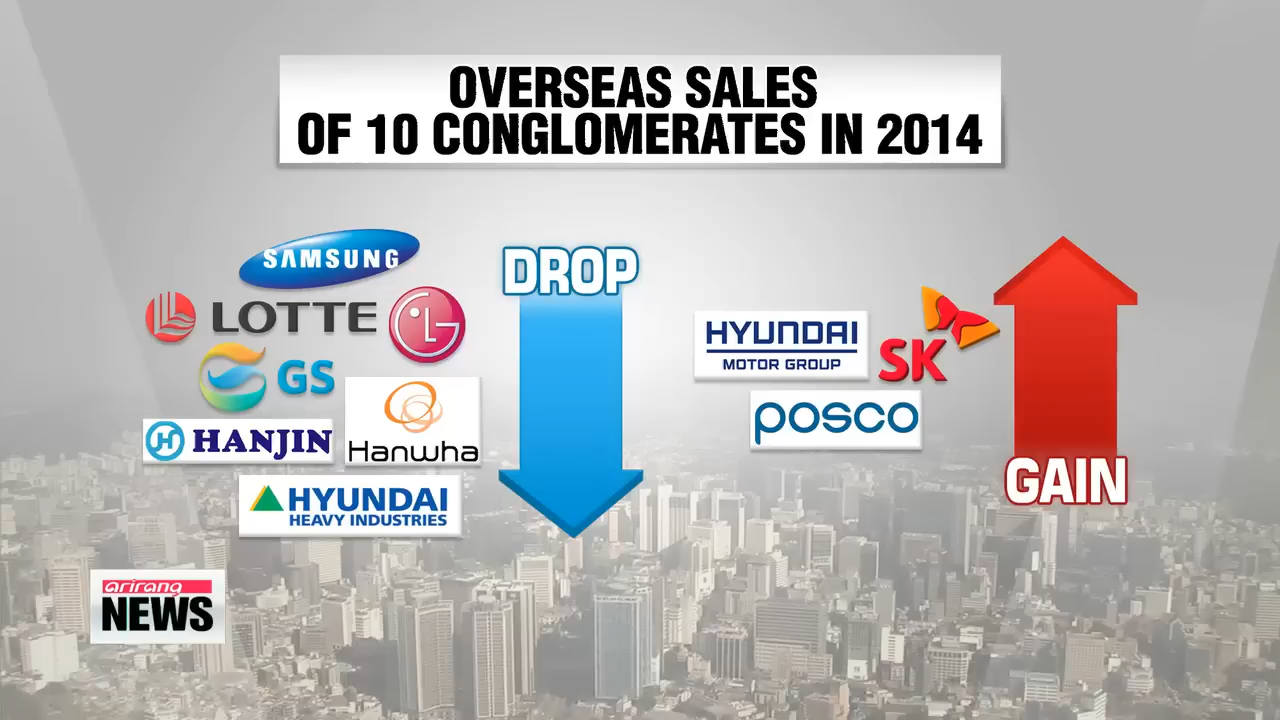 OVERSEAS SALES
OF 10 CONGLOMERATES IN 2014
SAMSUNG
LOTTE
LG
GS
HANJIN
Hanwha
HYUNDAI
HEAVY INDUSTRIES
DROP
HYUNDAI
MOTOR GROUP
SK
posco
GAIN
arirang
NEWS